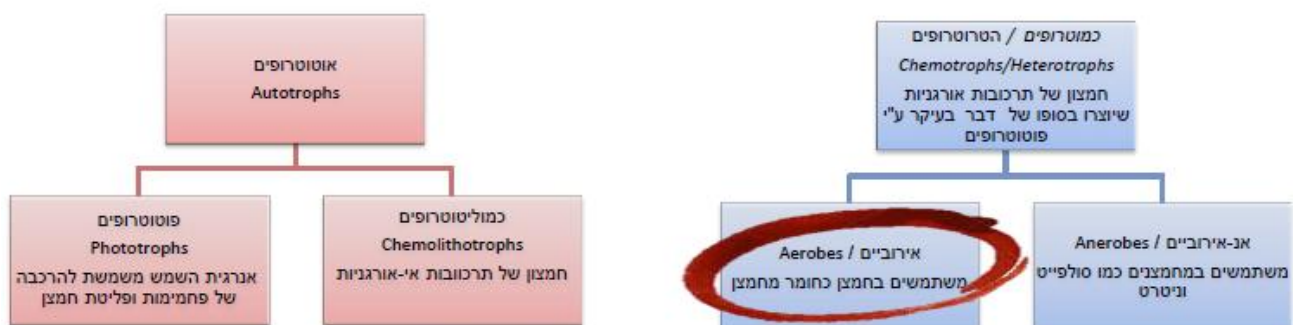 אוטוטרופים
Autotrophs
פוטוטרופים
Phototrophs
אנרגית השמש משמשת להרכבה
של פחמימות ופליטת חמצן
כמוליטוטרופים
Chemolithotrophs
חמצון של תרכוובות אי-אורגניות
כמוטרופים / הטרוטרופים
Chemotrophs/Heterotrophs
חמצון של תרכובות אורגניות
שיוצרו בסופו של דבר בעיקר ע"י
פוטוטרופים
אירוביים / Aerobes
משתמשים בחמצן כחומר מחמצן
אנ-אירוביים / Anerobes
משתמשים במחמצנים כמו סולפייט
וניטרט